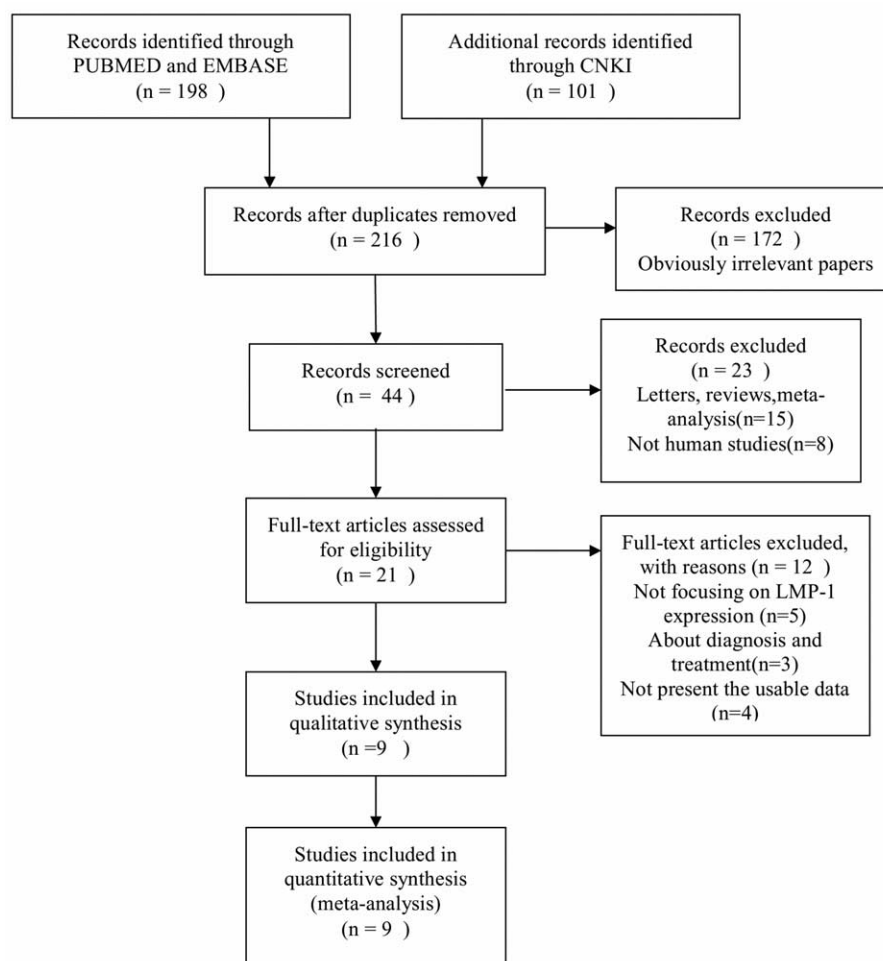 Records identified through
PUBMED and EMBASE
(n = 198 )
Additional records identified
through CNKI
(n = 101 )
Records after duplicates removed
(n = 216 )
Records excluded
(n = 172 )
Obviously irrelevant papers
Records screened
(n = 44 )
Records excluded
(n = 23 )
Letters, reviews,meta-
analysis(n=15)
Not human studies(n=8)
Full-text articles assessed
for eligibility
(n = 21 )
Full-text articles excluded,
with reasons (n = 12 )
Not focusing on LMP-1
expression (n=5)
About diagnosis and
treatment(n=3)
Not present the usable data
(n=4)
Studies included in
qualitative synthesis
(n =9 )
Studies included in
quantitative synthesis
(meta-analysis)
(n = 9 )